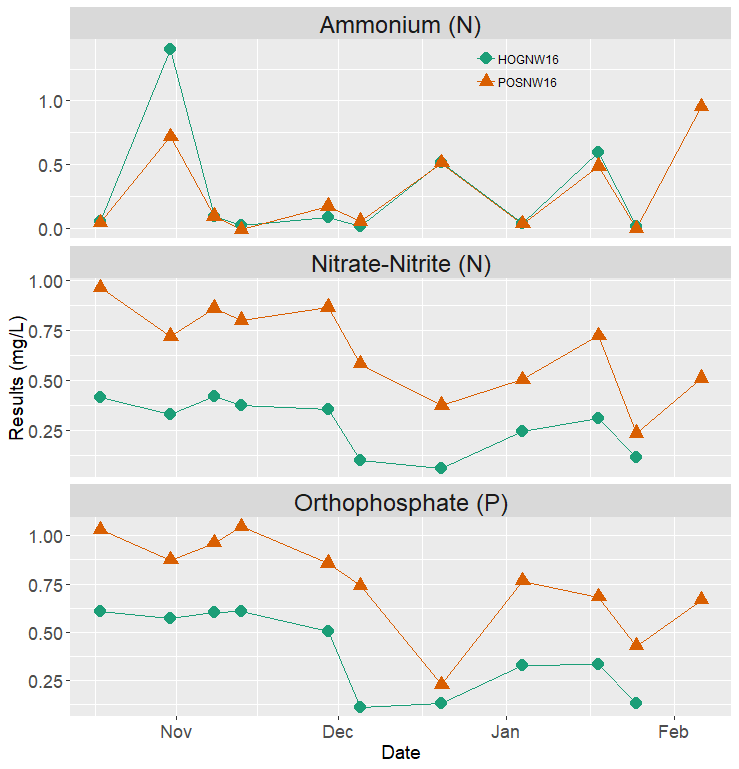 Ammonium (N)
HOGNW16
POSNW16
1.0
0.5
0.0
Nitrate-Nitrite (N)
1.00
0.75
0.50
0.25
Results (mg/L)
Orthophosphate (P)
1.00
0.75
0.50
0.25
Nov Dec Jan Feb
Date